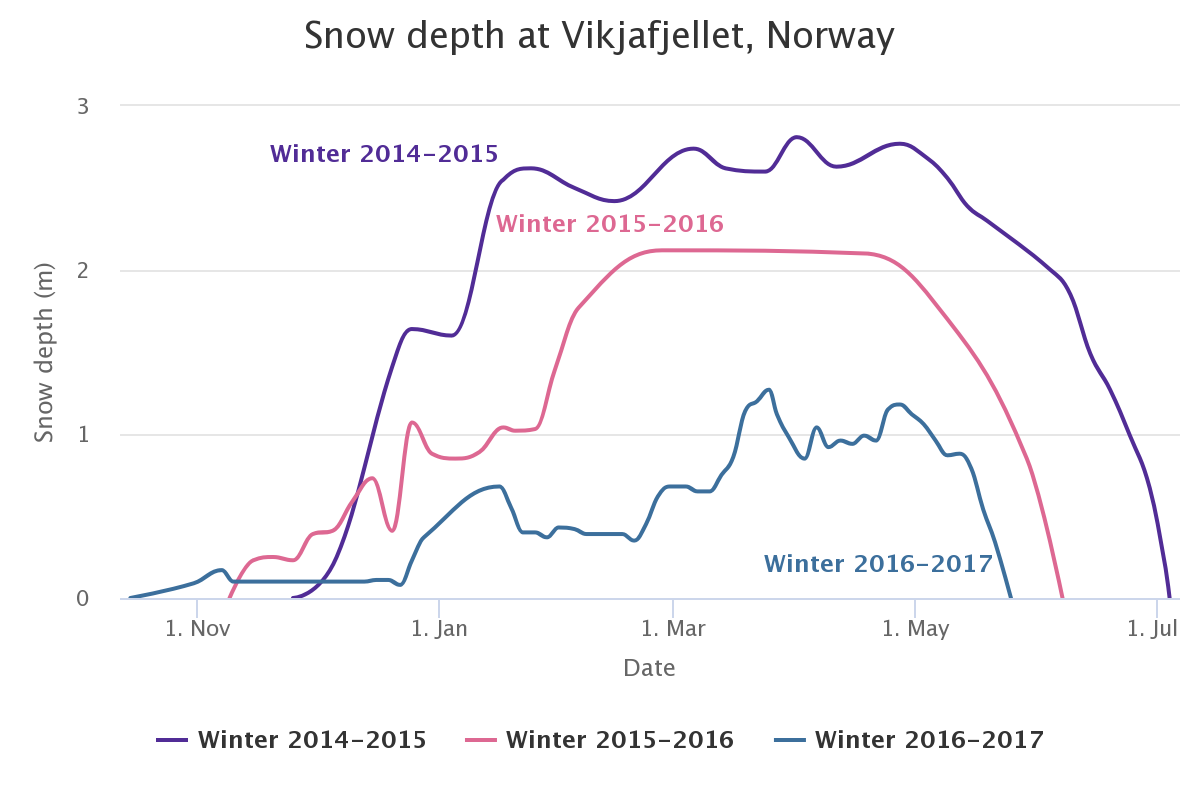 Snow depth at Vikjafjellet, Norway
3
Winter 2014–2015
Winter 2015–2016
2
Snow depth (m)
1
Winter 2016–2017
0
1. Nov
1. Jan
1. Mar
1. May
1. Jul
Date
Winter 2014–2015
Winter 2015–2016
Winter 2016–2017